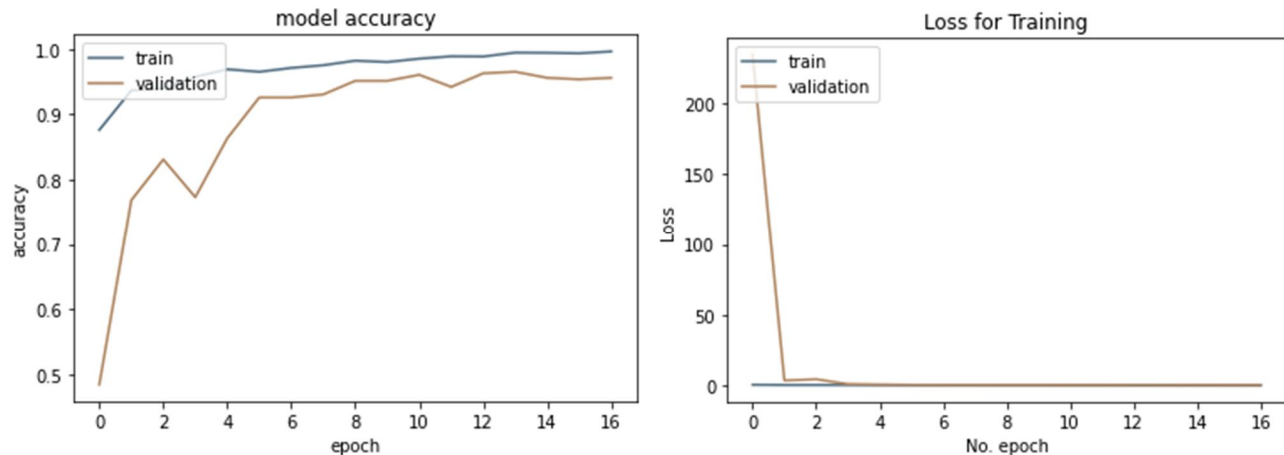 model accuracy
train
validation
1.0
0.9
0.8
0.7
0.6
0.5
accuracy
0 2 4 6 8 10 12 14 16
epoch
Loss for Training
train
validation
200
150
100
50
0
Loss
0 2 4 6 8 10 12 14 16
No. epoch